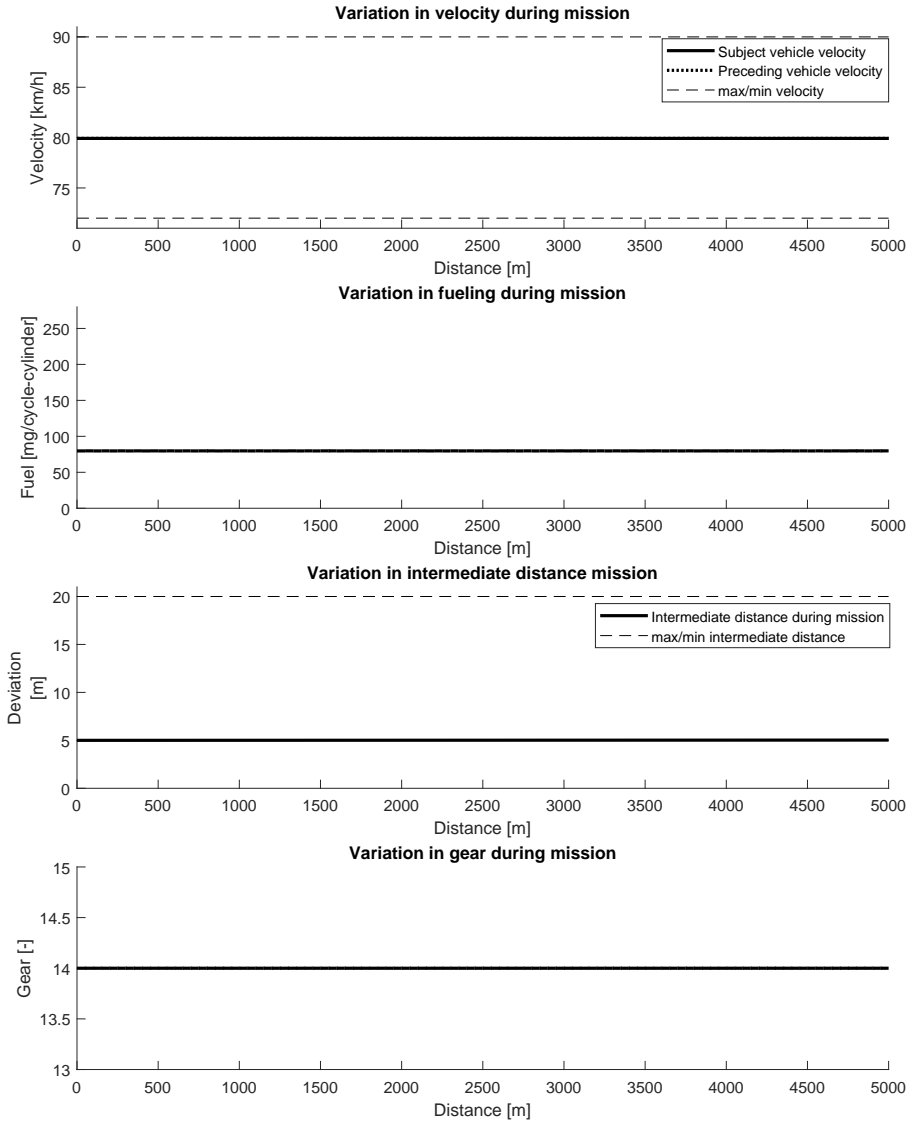 Variation in velocity during mission
Velocity [km/h]
90
85
80
75
Subject vehicle velocity
Preceding vehicle velocity
max/min velocity
0 500 1000 1500 2000 2500 3000 3500 4000 4500 5000
Distance [m]
Variation in fueling during mission
Fuel [mg/cycle-cylinder]
250
200
150
100
50
0
0 500 1000 1500 2000 2500 3000 3500 4000 4500 5000
Distance [m]
Variation in intermediate distance mission
Deviation
[m]
20
15
10
5
0
Intermediate distance during mission
max/min intermediate distance
0 500 1000 1500 2000 2500 3000 3500 4000 4500 5000
Distance [m]
Variation in gear during mission
Gear [-]
15
14.5
14
13.5
13
0 500 1000 1500 2000 2500 3000 3500 4000 4500 5000
Distance [m]